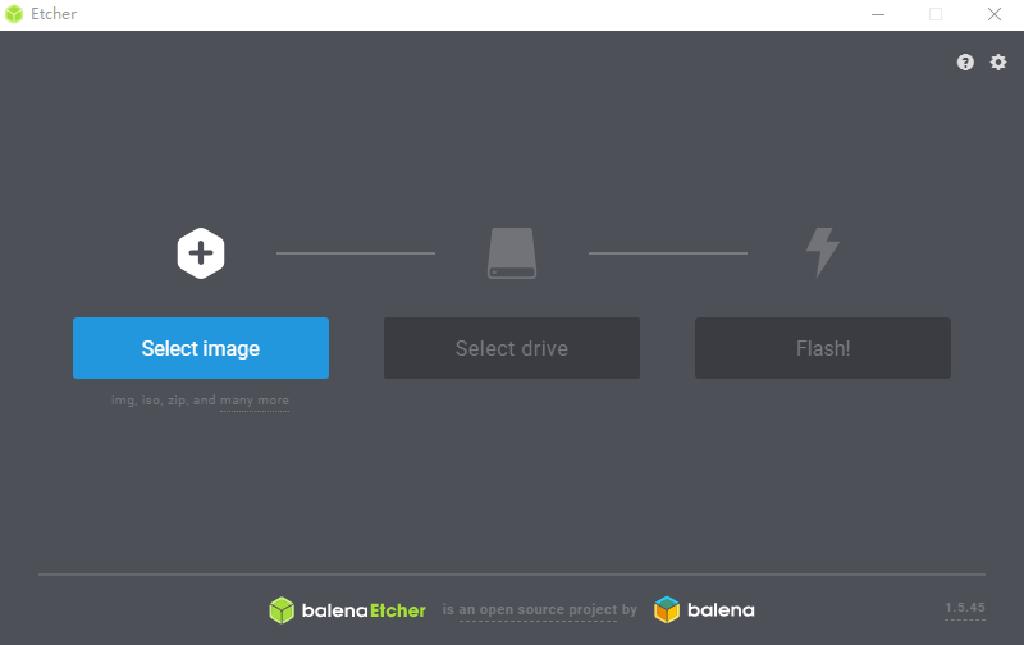 Etcher
Select image
Select drive
Flash!
img, iso, zip, and many more
balenaEtcher is an open source project by balena
1.5.45